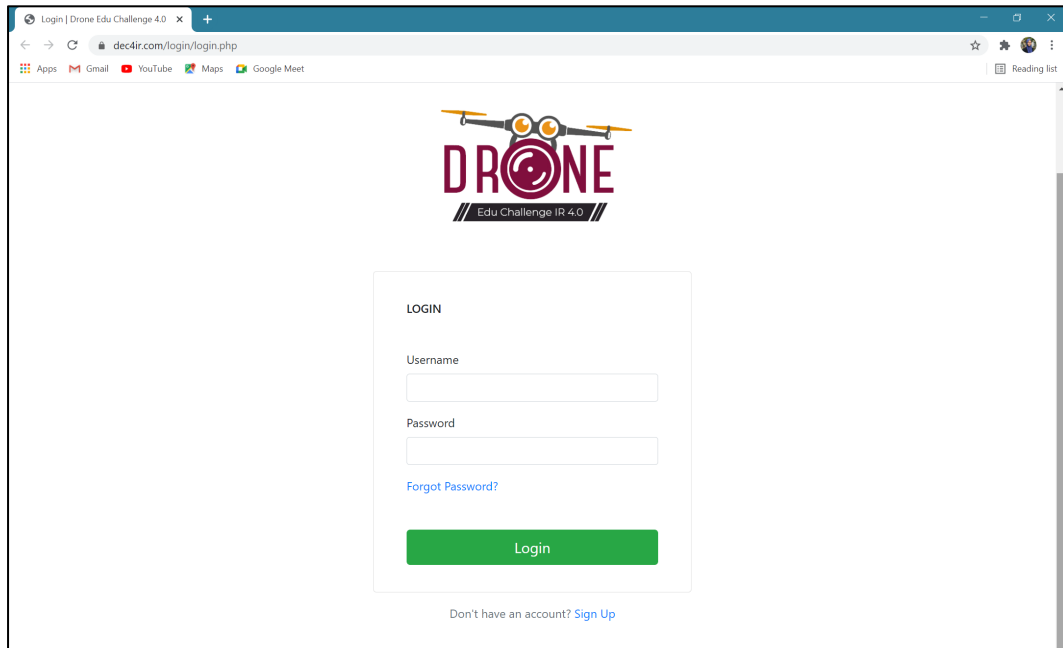 Login | Drone Edu Challenge 4.0
dec4ir.com/login/login.php
Apps Gmail YouTube Maps Google Meet Reading list
DRONE
Edu Challenge IR 4.0
LOGIN
Username
Password
Forgot Password?
Login
Don't have an account? Sign Up